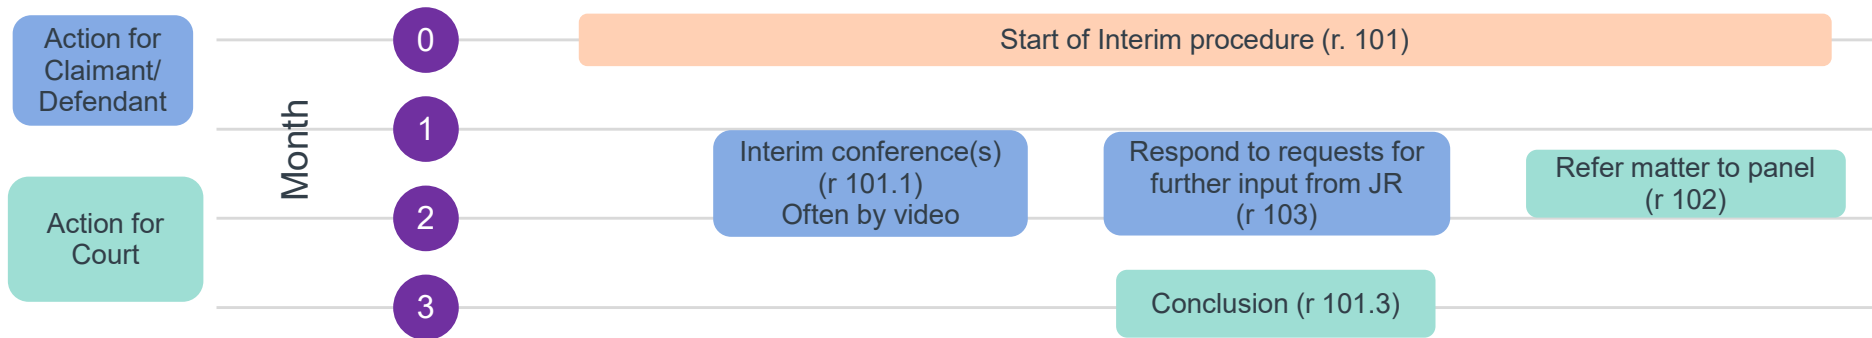 Action for
Claimant/
Defendant
Action for
Court
Month
0
Start of Interim procedure (r. 101)
1
Interim conference(s)
(r 101.1)
Often by video
Respond to requests for
further input from JR
(r 103)
Refer matter to panel
(r 102)
2
3
Conclusion (r 101.3)